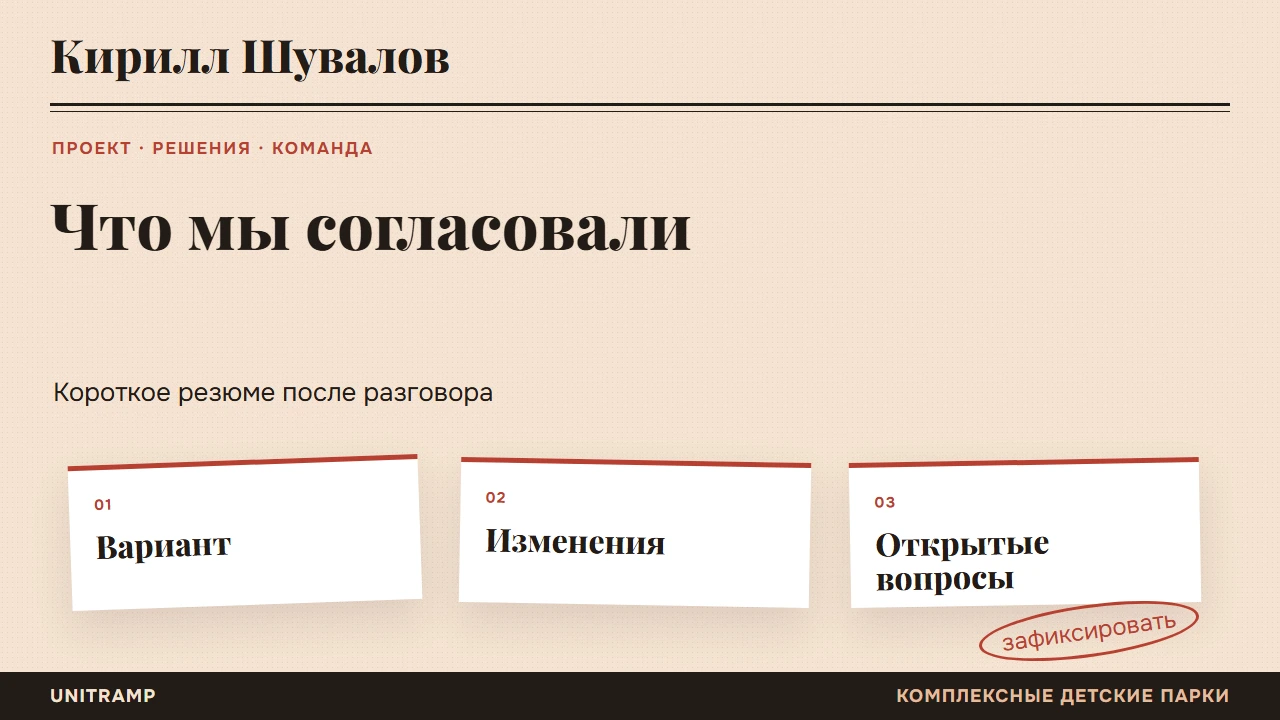 Кирилл Шувалов
ПРОЕКТ · РЕШЕНИЯ · КОМАНДА
Что мы согласовали
Короткое резюме после разговора
01
Вариант
02
Изменения
03
Открытые
вопросы
зафиксировать
UNITRAMP
КОМПЛЕКСНЫЕ ДЕТСКИЕ ПАРКИ